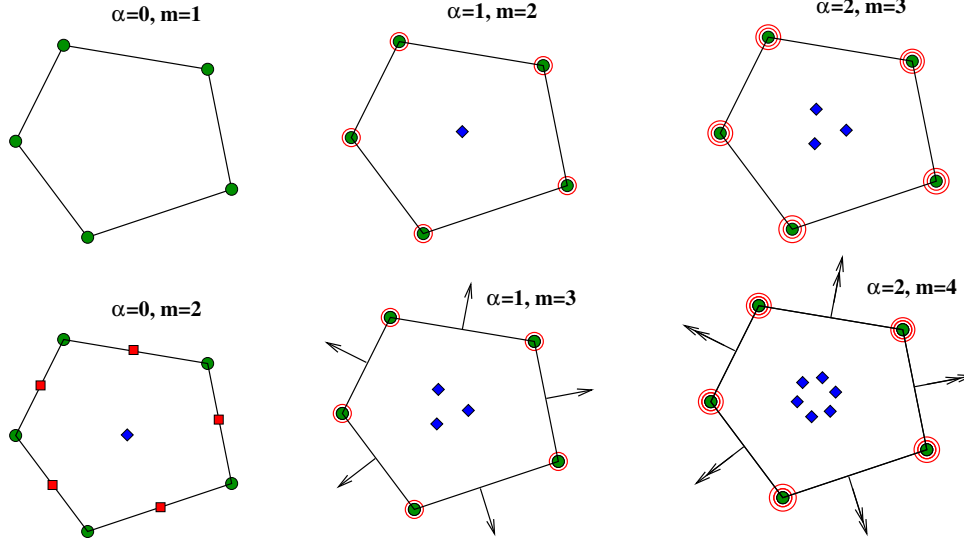 α=0, m=1
α=1, m=2
α=2, m=3
α=0, m=2
α=1, m=3
α=2, m=4